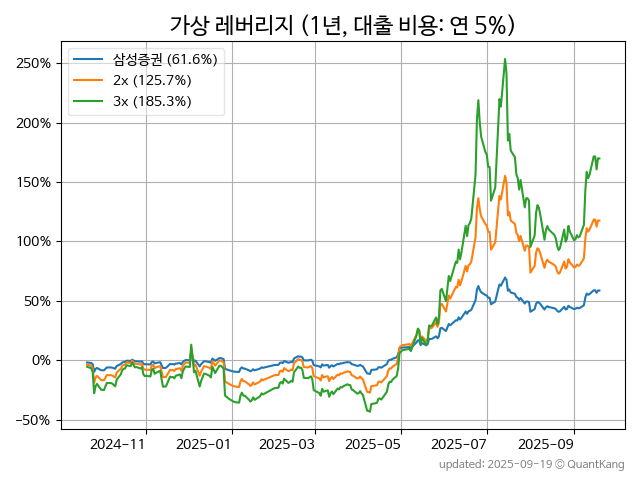 가상 레버리지 (1년, 대출 비용: 연 5%)
삼성증권 (61.6%)
2x (125.7%)
3x (185.3%)
250%
200%
150%
100%
50%
0%
−50%
2024-11
2025-01
2025-03
2025-05
2025-07
2025-09
updated: 2025-09-19 © QuantKang